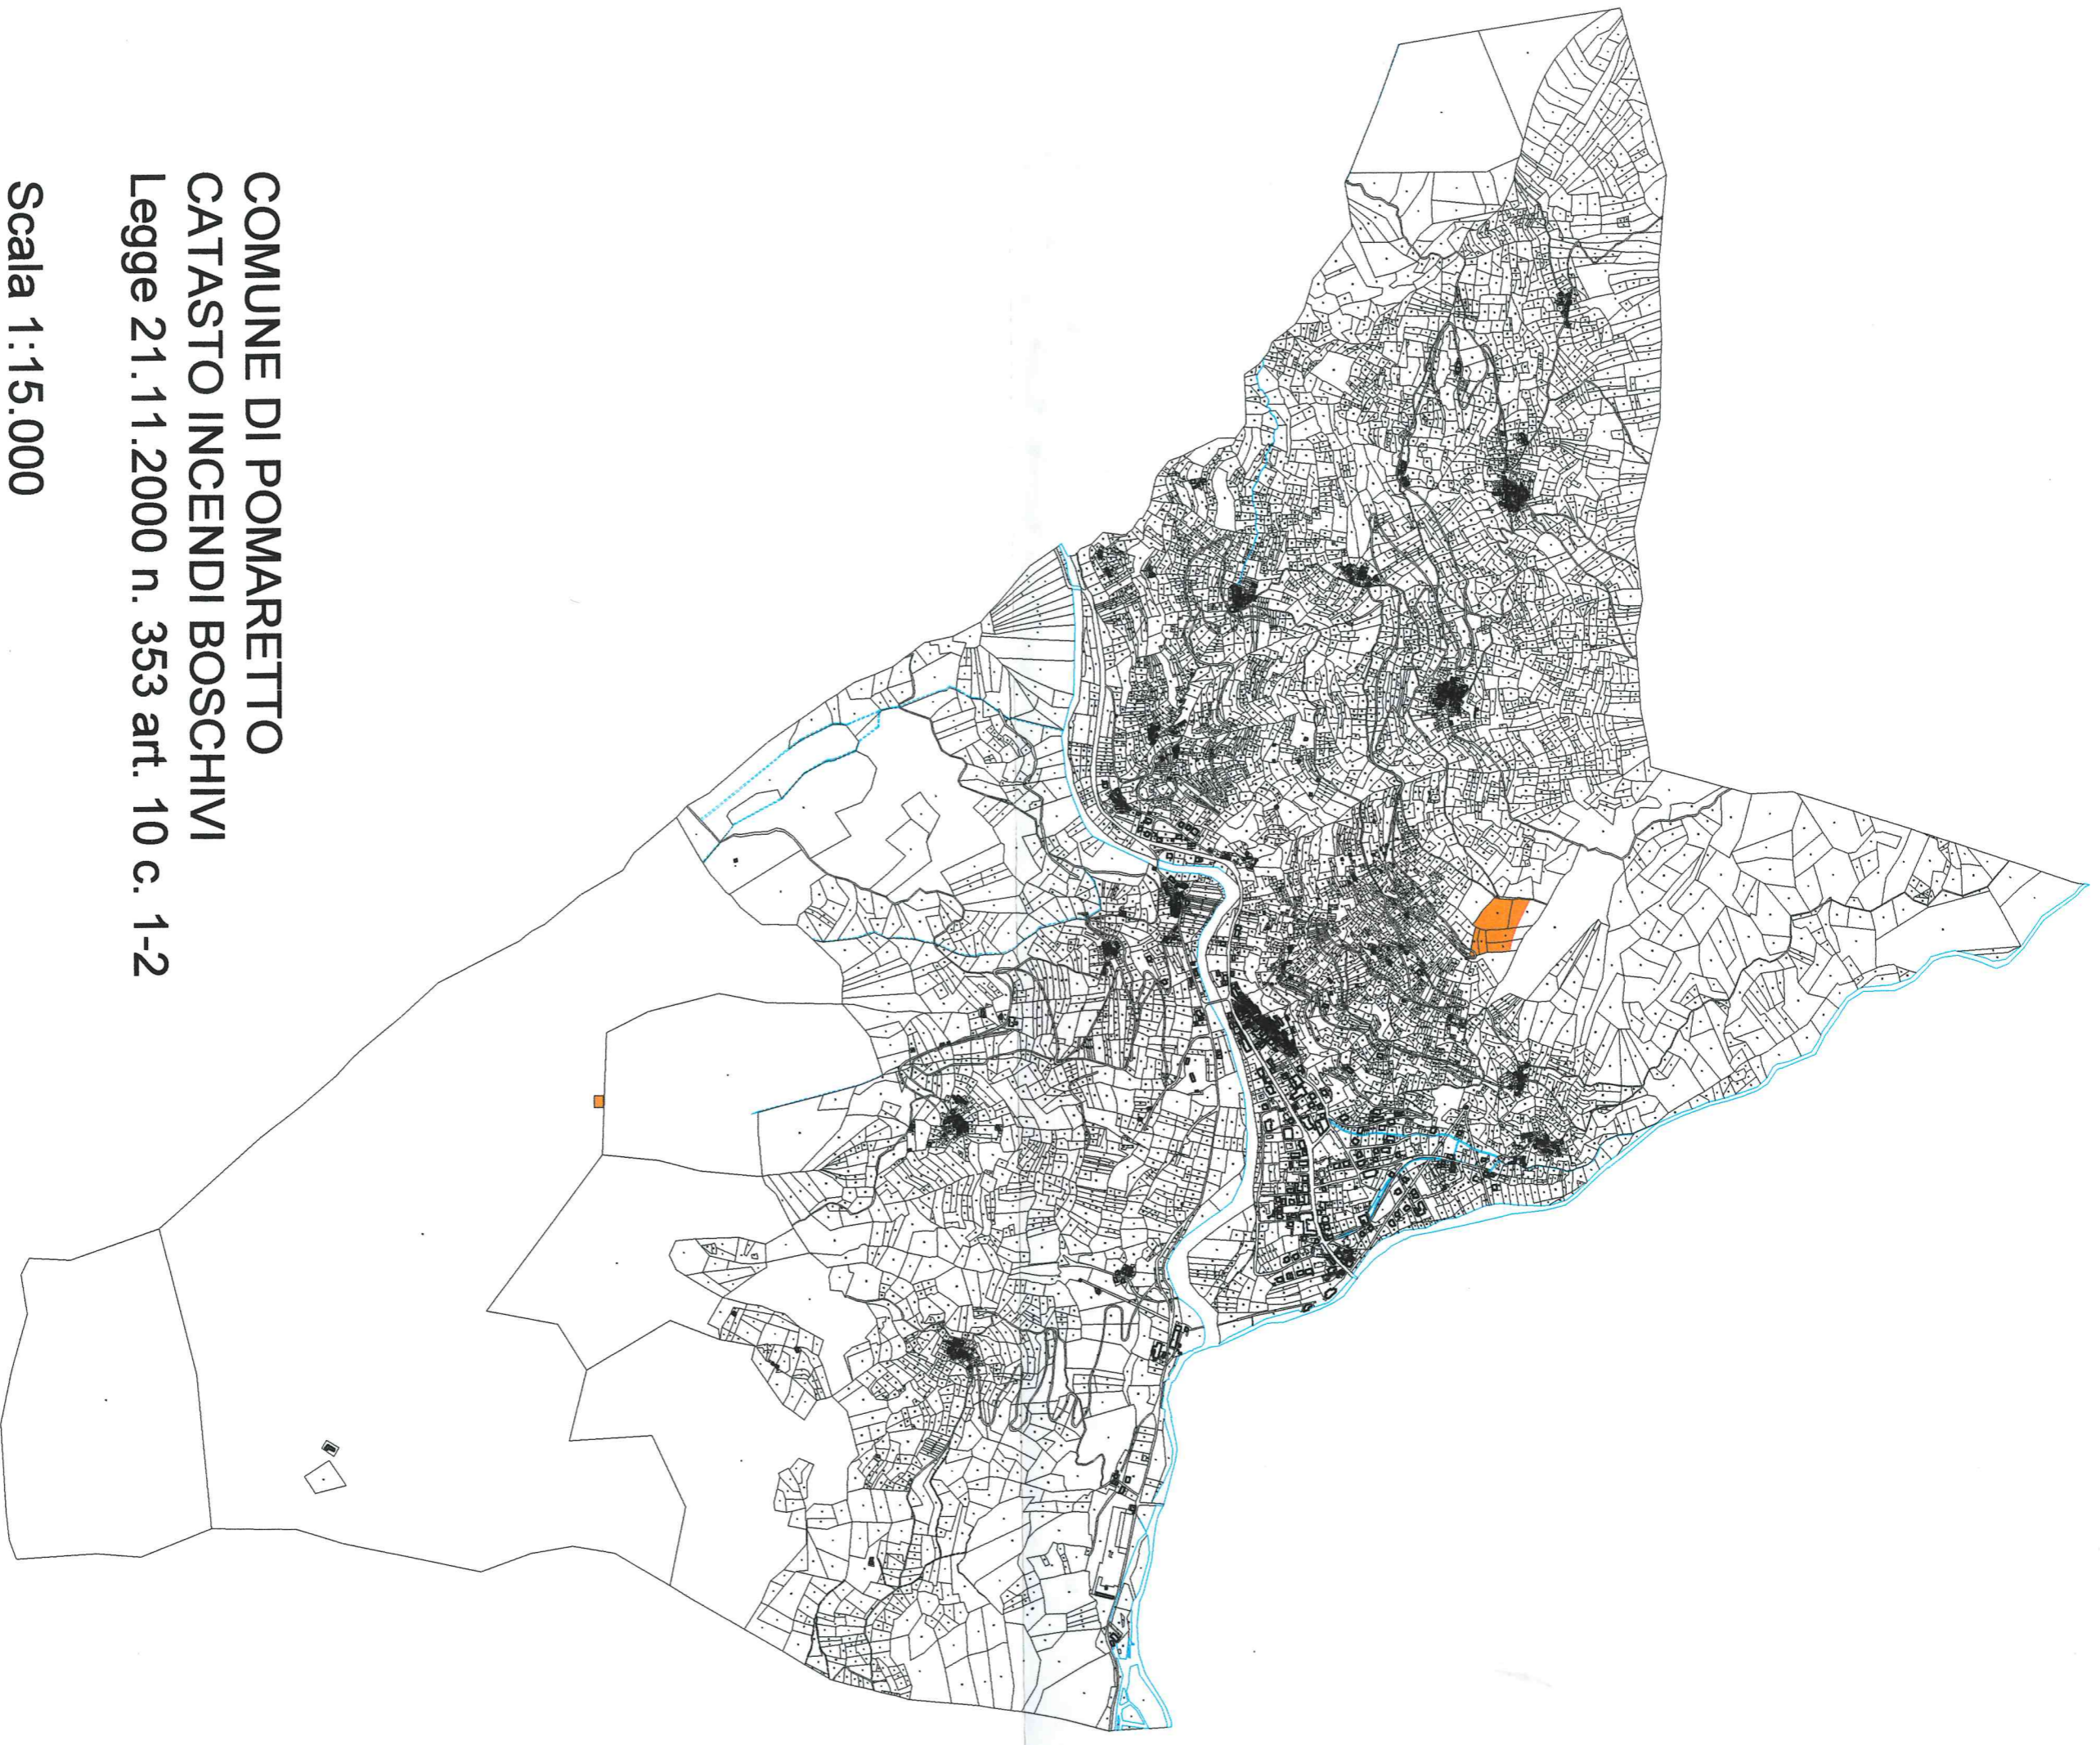 COMUNE DI POMARETTO
CATASTO INCENDI BOSCHIVI
Legge 21.11.2000 n. 353 art. 10 c. 1-2
Scala 1:15.000